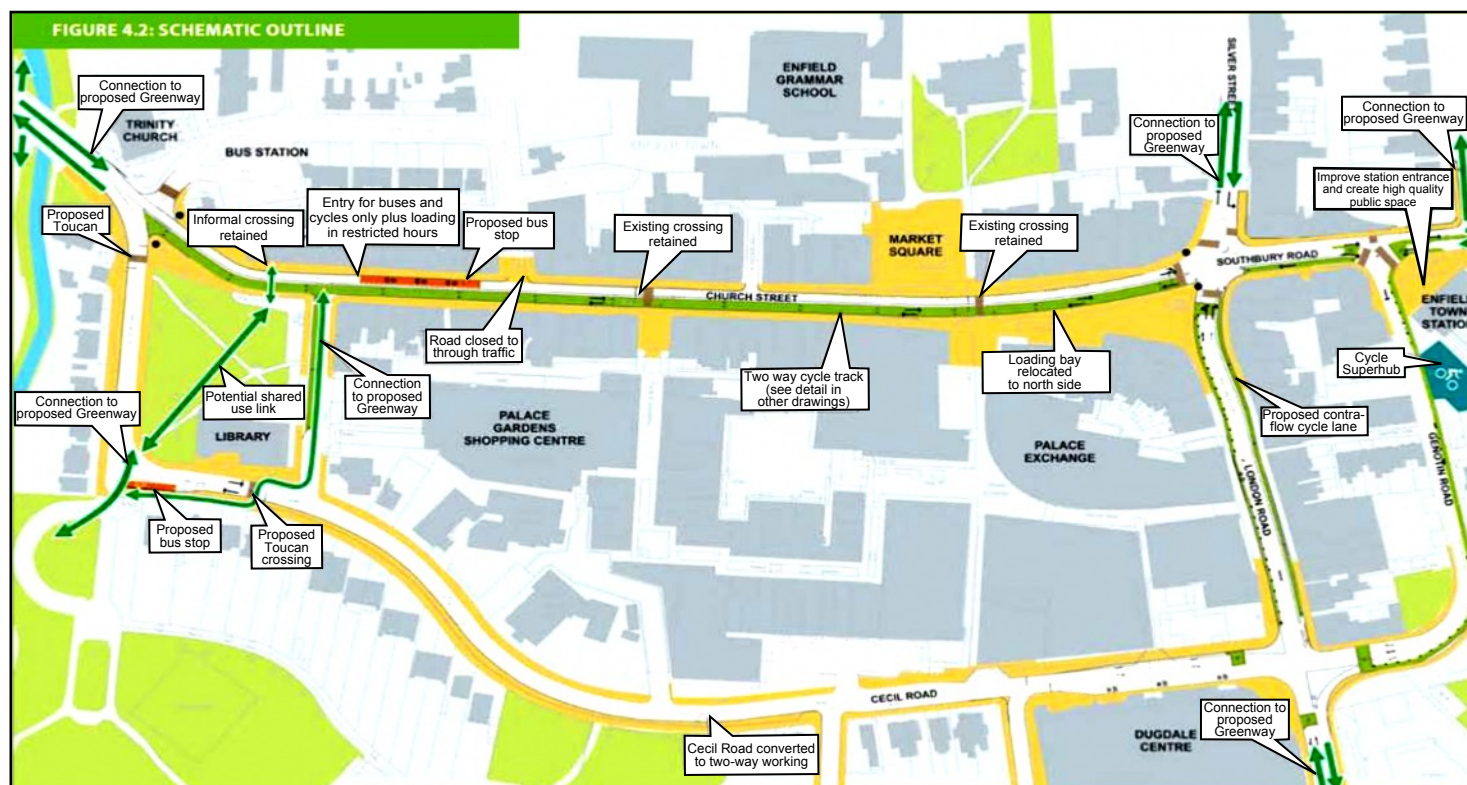 FIGURE 4.2: SCHEMATIC OUTLINE
Connection to
proposed Greenway
TRINITY
CHURCH
BUS STATION
ENFIELD
GRAMMAR
SCHOOL
SILVER STREET
Connection to
proposed
Greenway
Connection to
proposed Greenway
Improve station entrance
and create high quality
public space
Proposed
Toucan
Informal crossing
retained
Entry for buses and
cycles only plus loading
in restricted hours
Proposed bus
stop
Existing crossing
retained
MARKET
SQUARE
Existing crossing
retained
SOUTHBURY ROAD
CHURCH STREET
ENFIELD
TOWN
STATION
Road closed to
through traffic
Two way cycle track
(see detail in
other drawings)
Loading bay
relocated
to north side
Cycle
Superhub
Connection to
proposed Greenway
Potential shared
use link
Connection
to proposed
Greenway
LIBRARY
PALACE
GARDENS
SHOPPING CENTRE
PALACE
EXCHANGE
Proposed contra-
flow cycle lane
LONDON ROAD
GENOTIN ROAD
Proposed
bus stop
Proposed
Toucan
crossing
CECIL ROAD
Cecil Road converted
to two-way working
DUGDALE
CENTRE
Connection to
proposed
Greenway